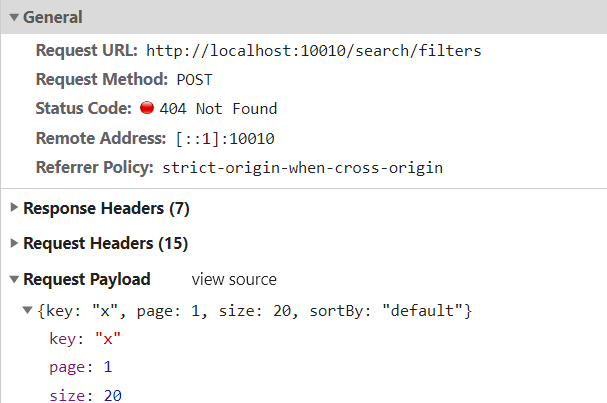 General
Request URL: http://localhost:10010/search/filters
Request Method: POST
Status Code: 404 Not Found
Remote Address: [::1]:10010
Referrer Policy: strict-origin-when-cross-origin
Response Headers (7)
Request Headers (15)
Request Payload view source
{key: "x", page: 1, size: 20, sortBy: "default"}
key: "x"
page: 1
size: 20